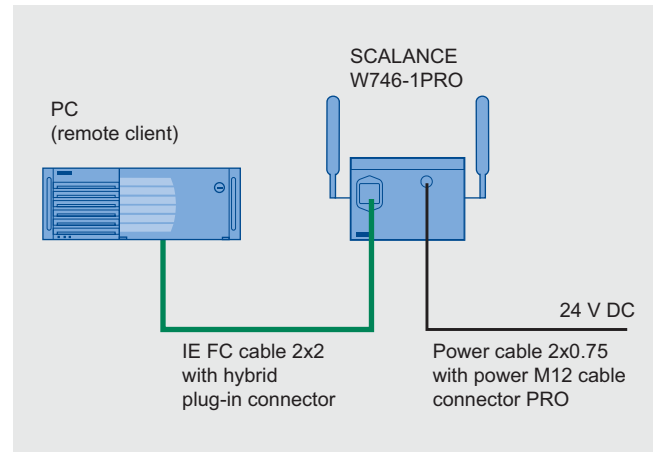 SCALANCE
W746-1PRO
PC
(remote client)
24 V DC
IE FC cable 2x2
with hybrid
plug-in connector
Power cable 2x0.75
with power M12 cable
connector PRO